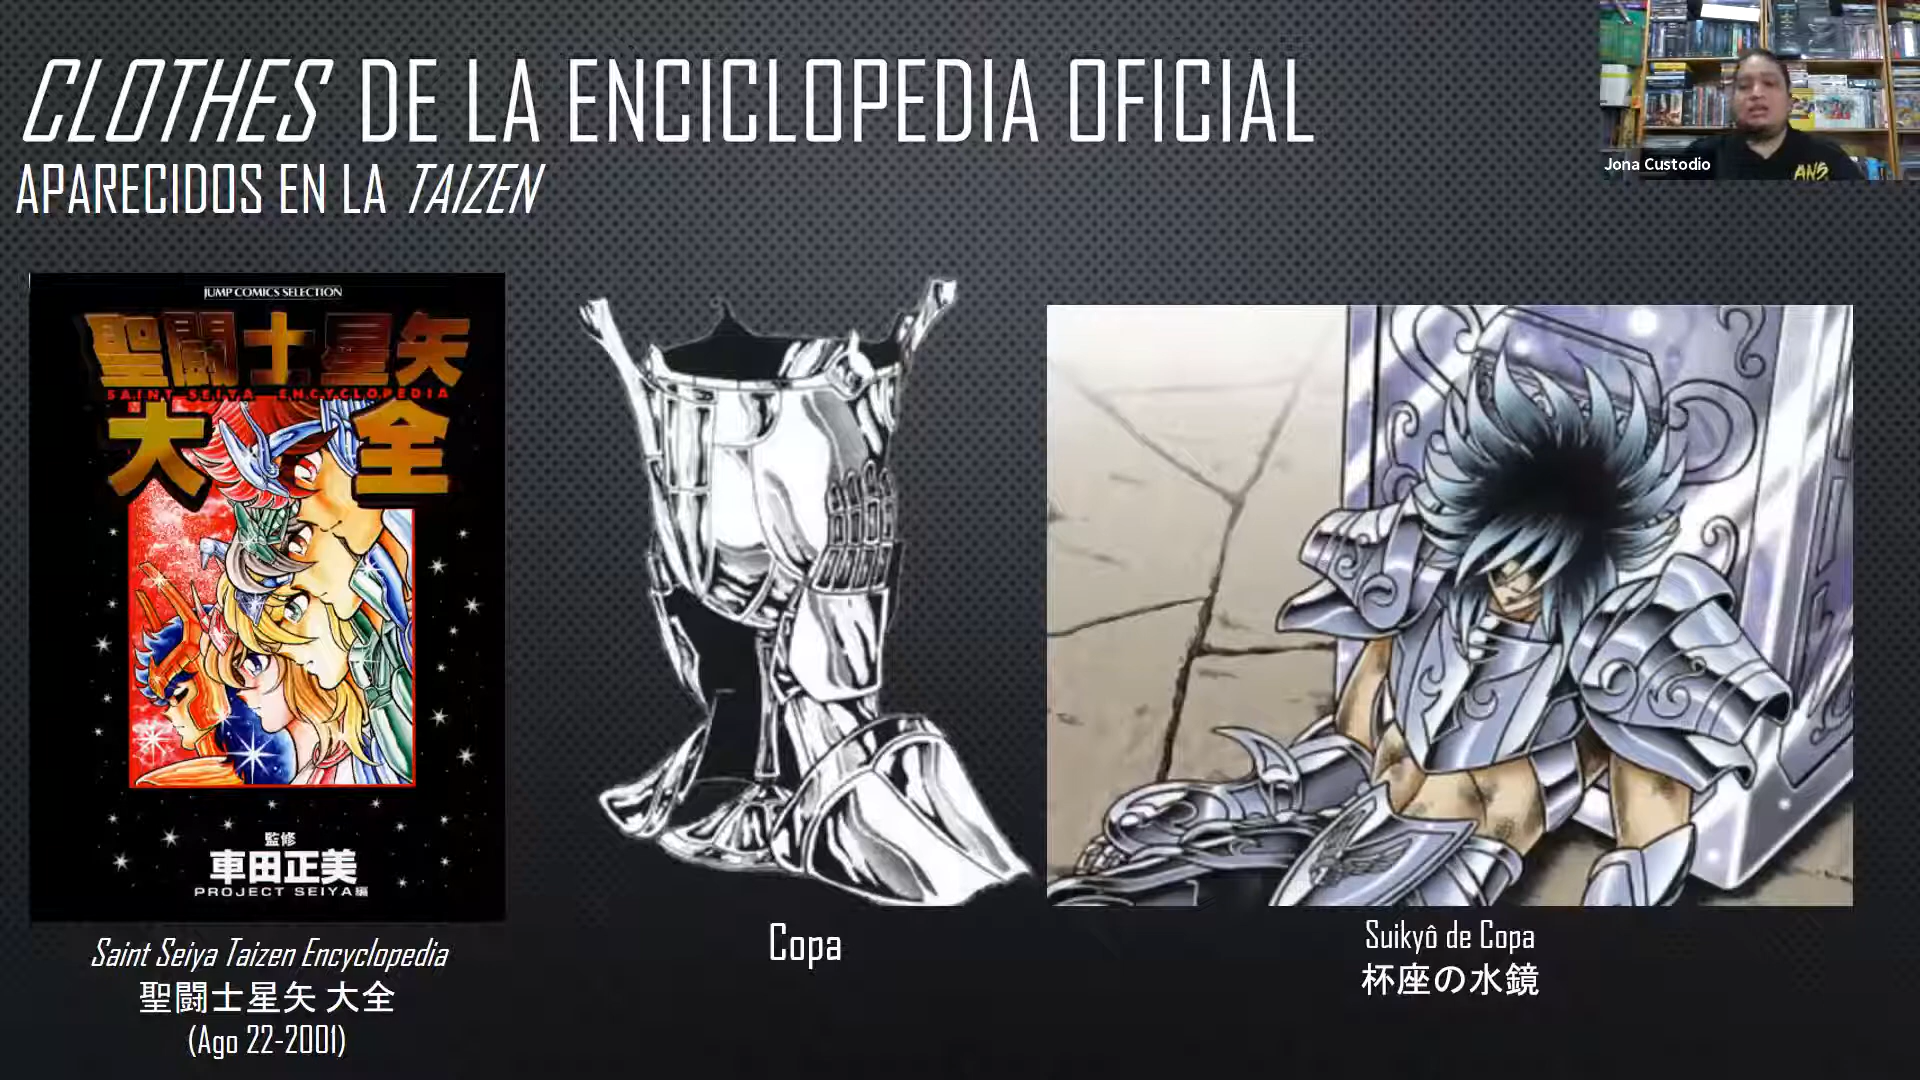 CLOTHES DE LA ENCICLOPEDIA OFICIAL
APARECIDOS EN LA TAIZEN
Jona Custodio
ANS
JUMP COMICS SELECTION
聖闘士星矢
SAINT SEIYA ENCYCLOPEDIA
大全
監修
車田正美
PROJECT SEIYA編
Saint Seiya Taizen Encyclopedia
聖闘士星矢 大全
(Ago 22-2001)
Copa
Suikyô de Copa
杯座の水鏡